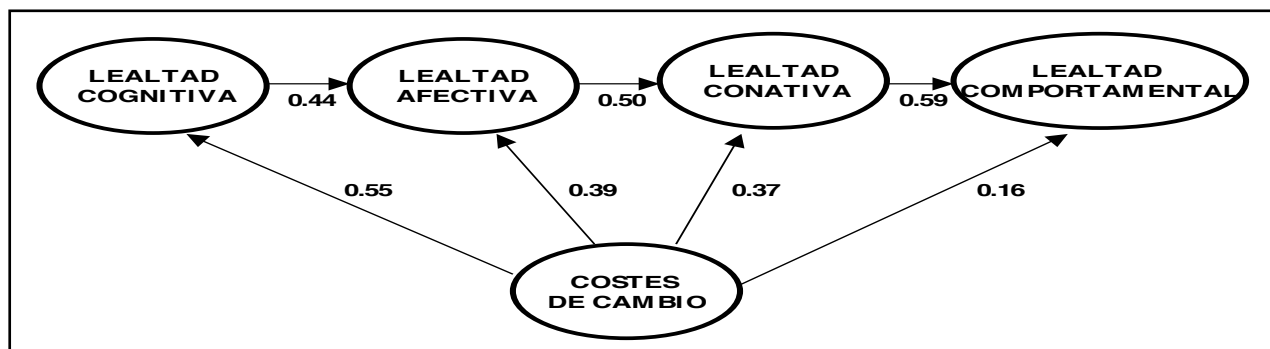 LEALTAD
COGNITIVA
0.44
LEALTAD
AFECTIVA
0.50
LEALTAD
CONATIVA
0.59
LEALTAD
COMPORTAMENTAL
0.55
0.39
0.37
0.16
COSTES
DE CAMBIO